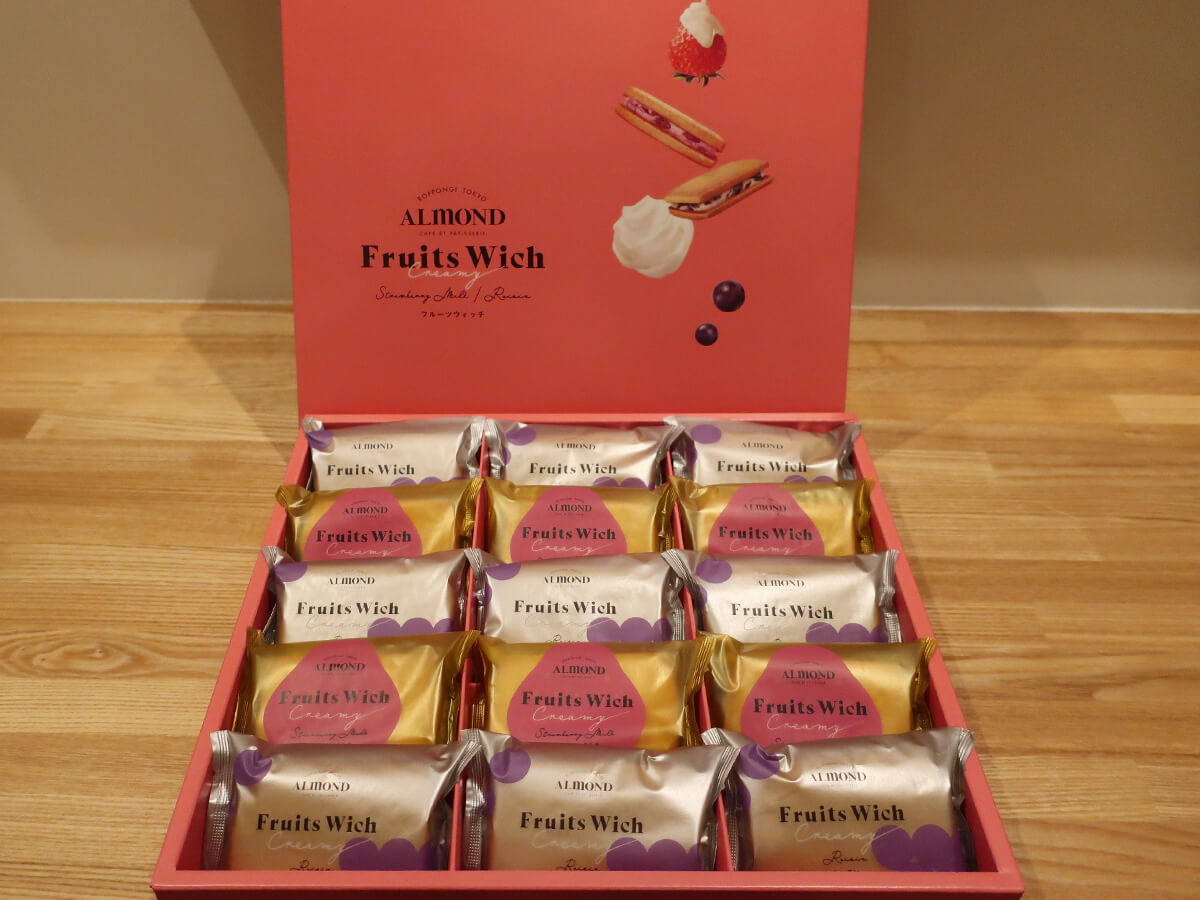 ROPPONGI TOKYO
ALMOND
CAFE ET PATISSERIE
Fruits Wich
Creamy
Strawberry Milk / Raisin
フルーツウィッチ
ALMOND
Fruits Wich
ALMOND
Fruits Wich
ALMOND
Fruits Wich
ALMOND
Fruits Wich
Creamy
ALMOND
Fruits Wich
Creamy
ALMOND
Fruits Wich
Creamy
ALMOND
Fruits Wich
Creamy
ALMOND
Fruits Wich
Creamy
Raisin
ALMOND
Fruits Wich
Creamy
ALMOND
Fruits Wich
Creamy
Strawberry Milk
ALMOND
Fruits Wich
Creamy
Strawberry Milk
ALMOND
Fruits Wich
Creamy
ALMOND
Fruits Wich
Creamy
Raisin
ALMOND
Fruits Wich
Creamy
Raisin
ALMOND
Fruits Wich
Creamy
Raisin